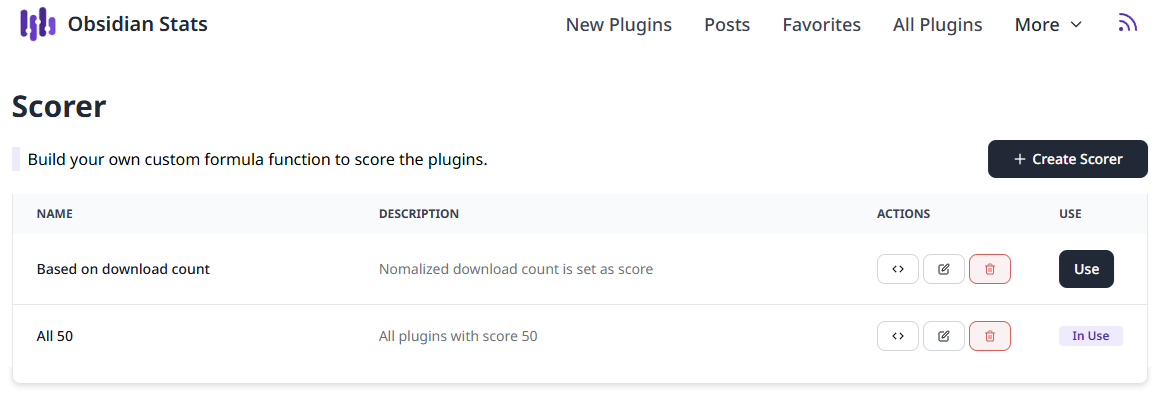 Obsidian Stats
New Plugins Posts Favorites All Plugins More
Scorer
Build your own custom formula function to score the plugins.
+ Create Scorer
NAME DESCRIPTION ACTIONS USE
Based on download count Nomalized download count is set as score Use
All 50 All plugins with score 50 In Use